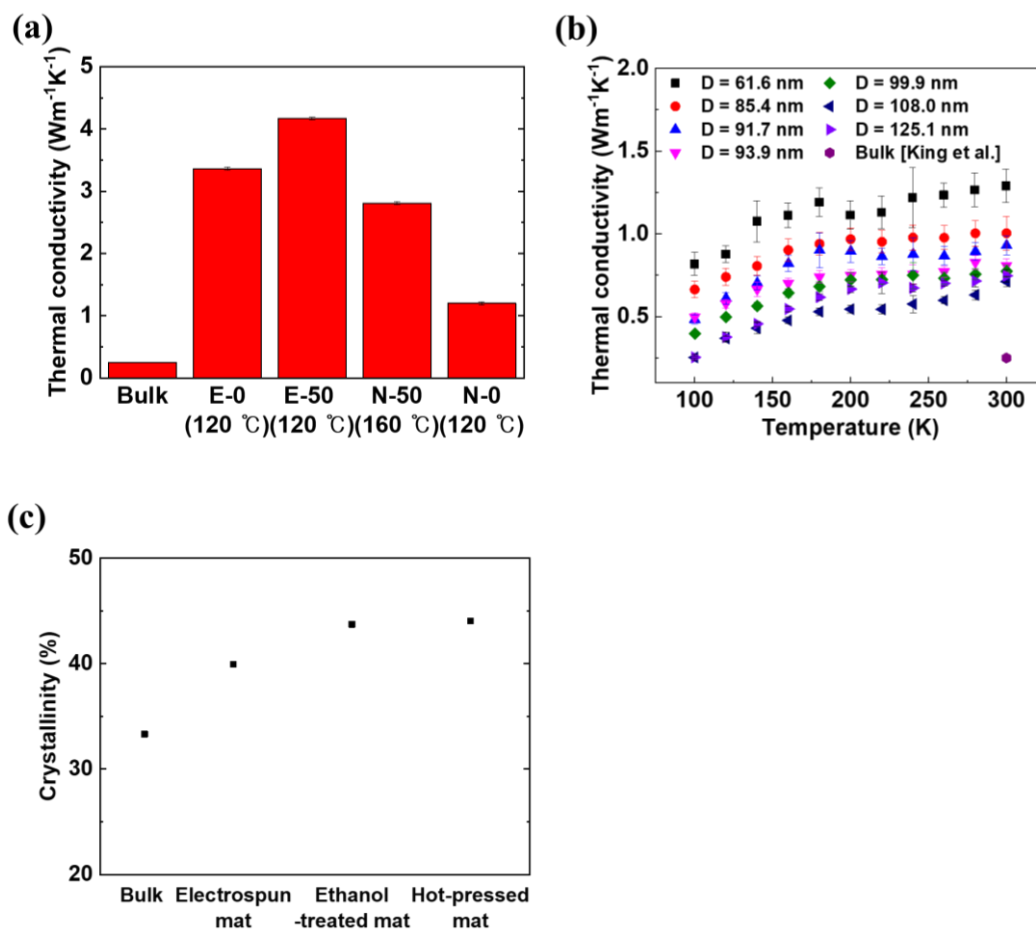 (a)
Thermal conductivity (Wm⁻¹K⁻¹)
5
4
3
2
1
0
Bulk E-0 E-50 N-50 N-0
(120 ℃)(120 ℃)(160 ℃)(120 ℃)
(b)
Thermal conductivity (Wm⁻¹K⁻¹)
2.0
1.5
1.0
0.5
D = 61.6 nm D = 99.9 nm
D = 85.4 nm D = 108.0 nm
D = 91.7 nm D = 125.1 nm
D = 93.9 nm Bulk [King et al.]
100 150 200 250 300
Temperature (K)
(c)
Crystallinity (%)
50
40
30
20
Bulk Electrospun Ethanol Hot-pressed
mat -treated mat mat